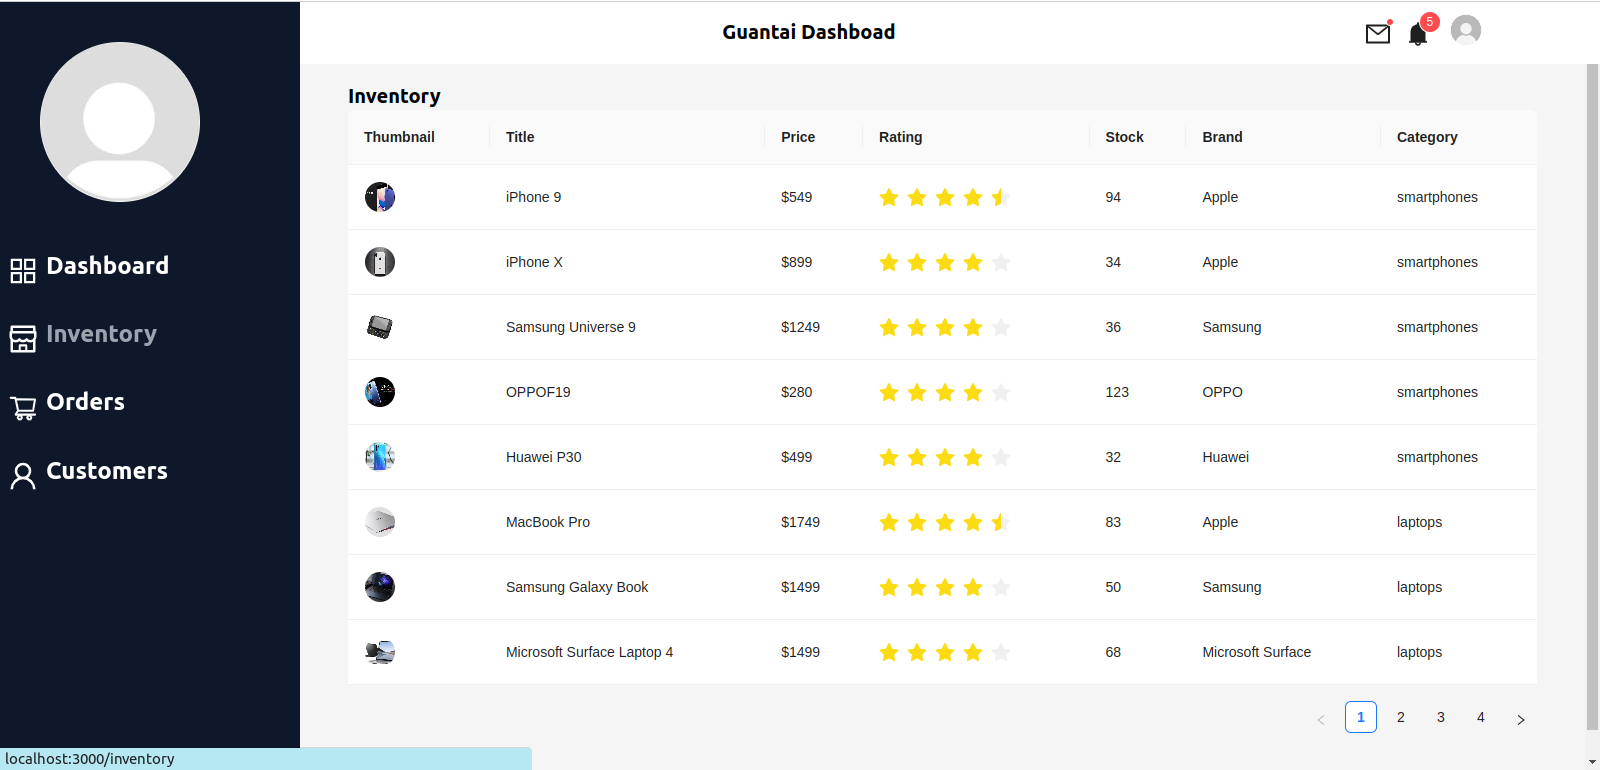 Guantai Dashboad
5
Dashboard
Inventory
Orders
Customers
Inventory
Thumbnail Title Price Rating Stock Brand Category
iPhone 9 $549 94 Apple smartphones
iPhone X $899 34 Apple smartphones
Samsung Universe 9 $1249 36 Samsung smartphones
OPPOF19 $280 123 OPPO smartphones
Huawei P30 $499 32 Huawei smartphones
MacBook Pro $1749 83 Apple laptops
Samsung Galaxy Book $1499 50 Samsung laptops
Microsoft Surface Laptop 4 $1499 68 Microsoft Surface laptops
< 1 2 3 4 >
localhost:3000/inventory